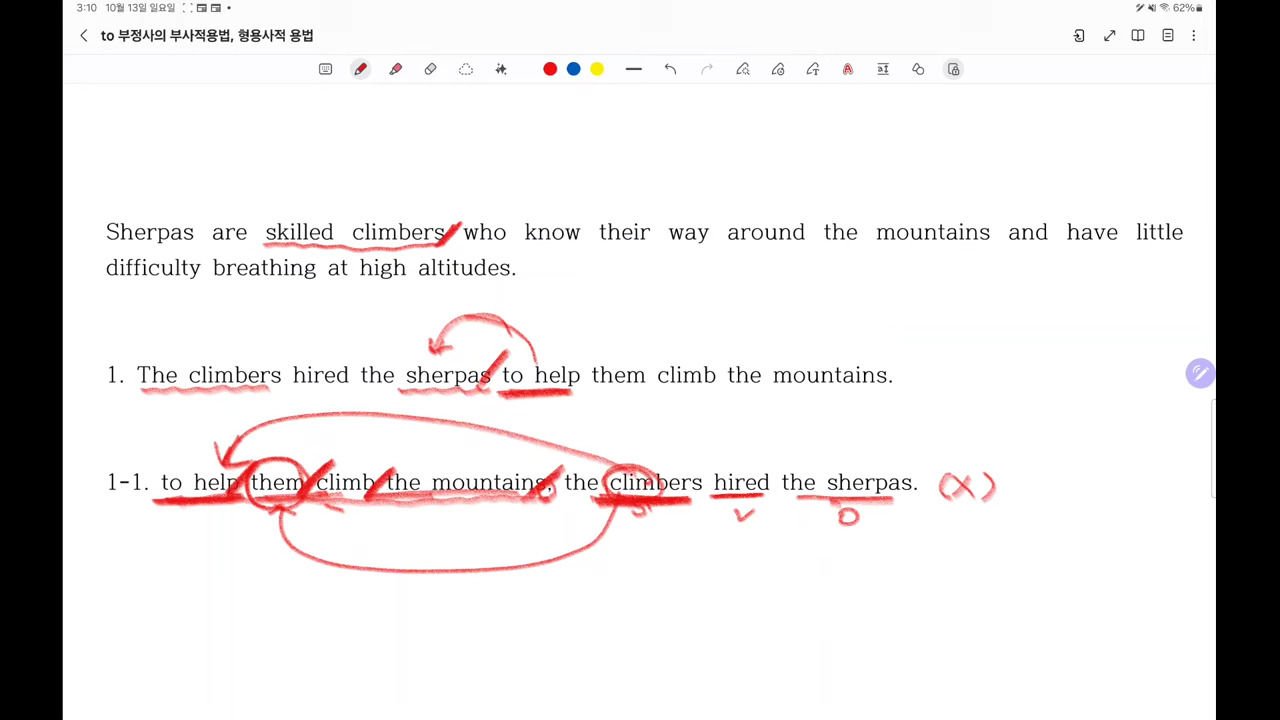 3:10 10월 13일 일요일 62%
to 부정사의 부사적용법, 형용사적 용법
Sherpas are skilled climbers who know their way around the mountains and have little
difficulty breathing at high altitudes.
1. The climbers hired the sherpas to help them climb the mountains.
1-1. to help them climb the mountains, the climbers hired the sherpas. (X)
S V O